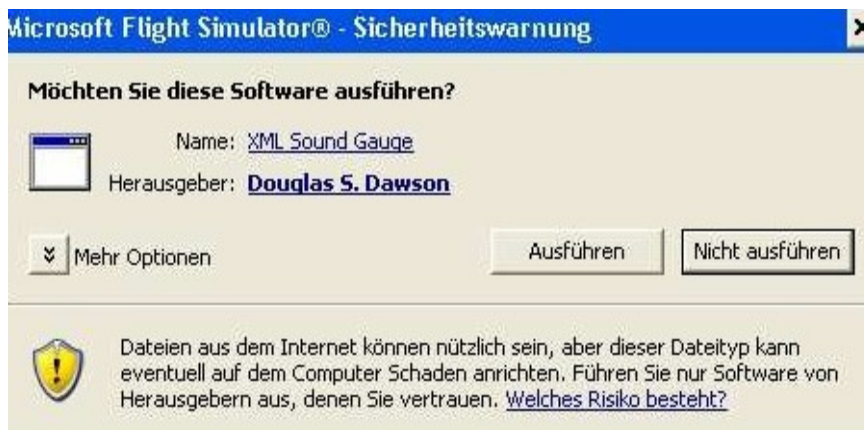 Microsoft Flight Simulator® - Sicherheitswarnung
Möchten Sie diese Software ausführen?
Name: XML Sound Gauge
Herausgeber: Douglas S. Dawson
Mehr Optionen
Ausführen
Nicht ausführen
Dateien aus dem Internet können nützlich sein, aber dieser Dateityp kann
eventuell auf dem Computer Schaden anrichten. Führen Sie nur Software von
Herausgebern aus, denen Sie vertrauen. Welches Risiko besteht?